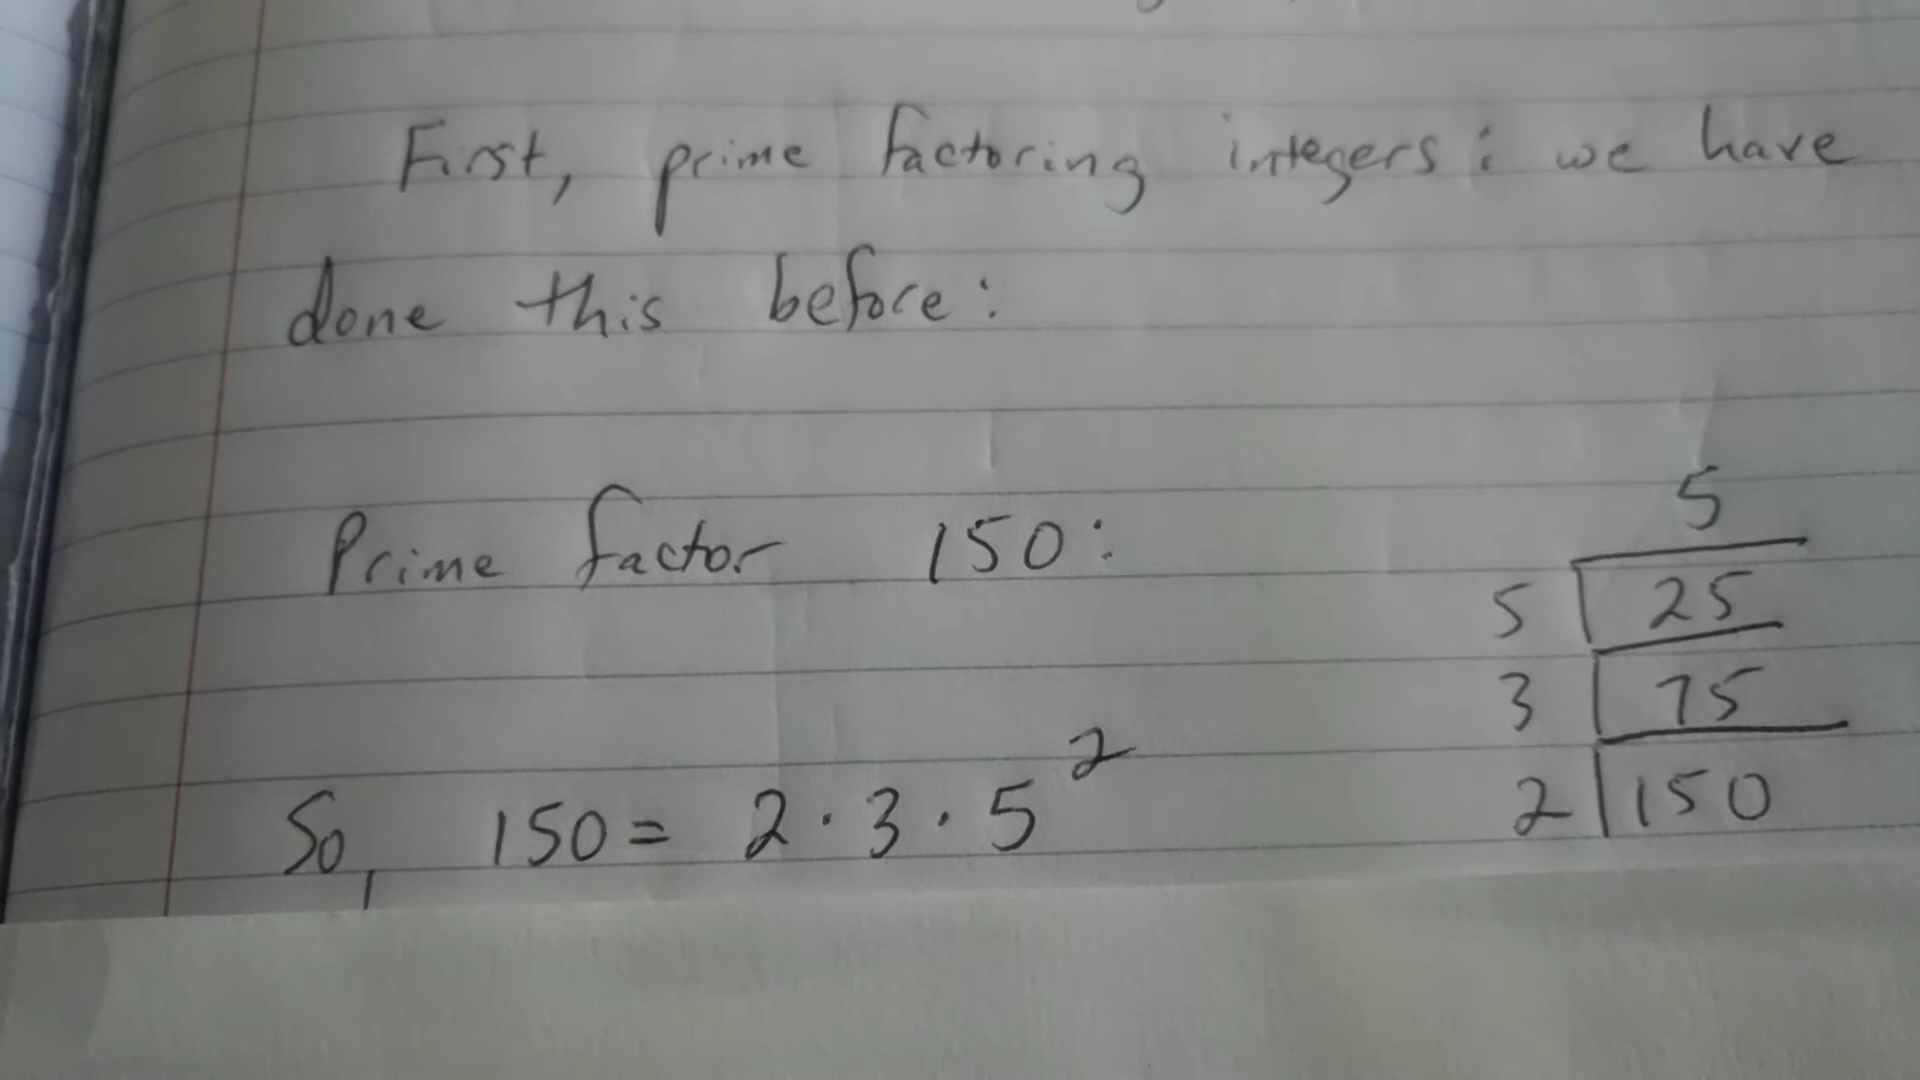 First, prime factoring integers: we have
done this before:
Prime factor 150:
5
5 25
3 75
2 150
So, 150 = 2 · 3 · 5²